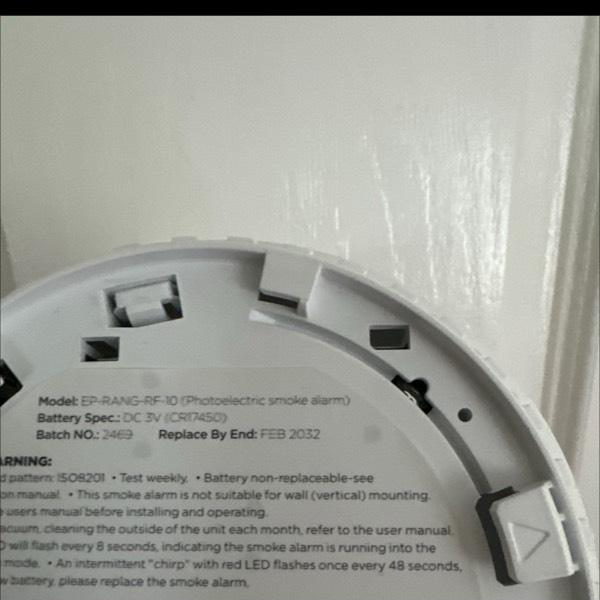 Model: EP-RANG-RF-10 (Photoelectric smoke alarm)
Battery Spec.: DC 3V (CR17450)
Batch NO.: 2469 Replace By End: FEB 2032
ARNING:
d pattern: ISO8201 • Test weekly. • Battery non-replaceable-see
on manual. • This smoke alarm is not suitable for wall (vertical) mounting.
users manual before installing and operating.
acuum, cleaning the outside of the unit each month, refer to the user manual.
D will flash every 8 seconds, indicating the smoke alarm is running into the
mode. • An intermittent "chirp" with red LED flashes once every 48 seconds,
w battery, please replace the smoke alarm.